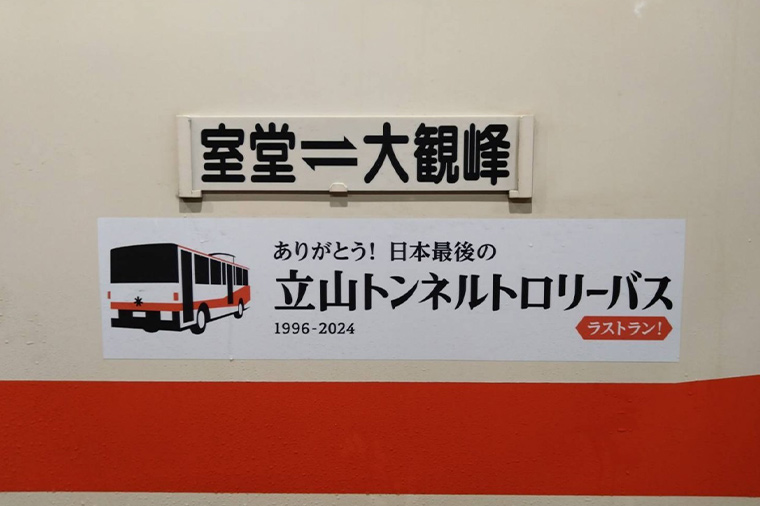 室堂⇌大観峰
ありがとう! 日本最後の
立山トンネルトロリーバス
1996-2024
ラストラン!